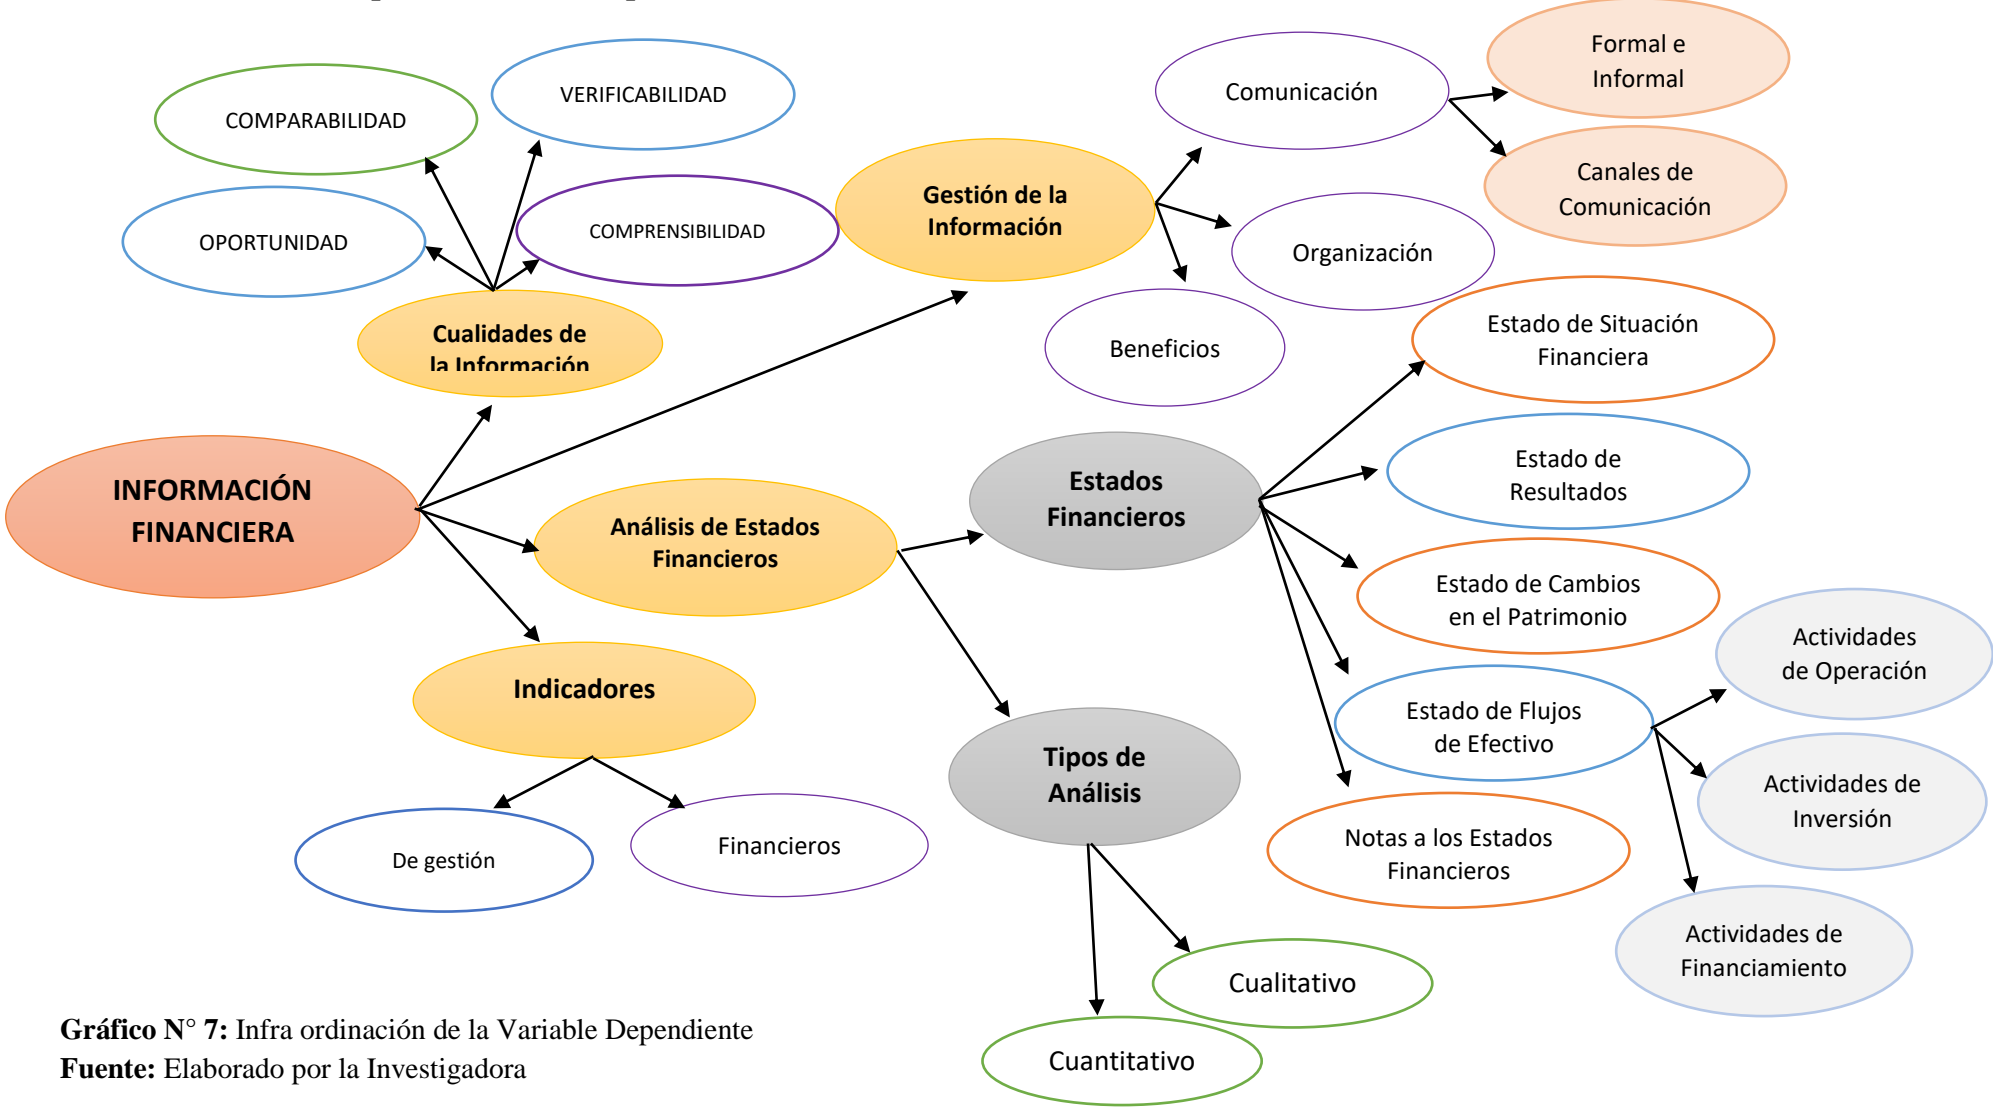 Formal e
Informal
VERIFICABILIDAD
Comunicación
COMPARABILIDAD
Canales de
Comunicación
Gestión de la
Información
COMPRENSIBILIDAD
OPORTUNIDAD
Organización
Cualidades de
la Información
Beneficios
Estado de Situación
Financiera
INFORMACIÓN
FINANCIERA
Análisis de Estados
Financieros
Estados
Financieros
Estado de
Resultados
Estado de Cambios
en el Patrimonio
Actividades
de Operación
Indicadores
Estado de Flujos
de Efectivo
Tipos de
Análisis
Actividades de
Inversión
De gestión
Financieros
Notas a los Estados
Financieros
Actividades de
Financiamiento
Cualitativo
Cuantitativo
Gráfico N° 7: Infra ordinación de la Variable Dependiente
Fuente: Elaborado por la Investigadora